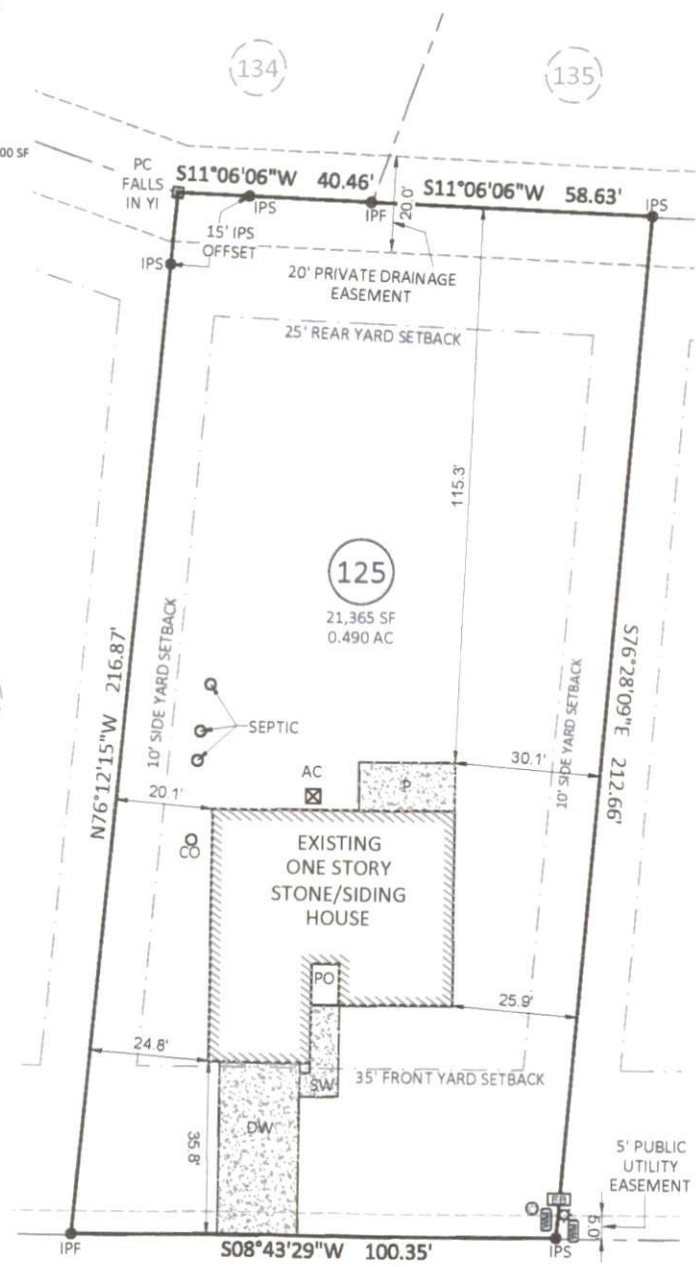 134
135
00 SF
PC
FALLS
IN YI
S11°06'06"W 40.46'
S11°06'06"W 58.63'
IPS
IPF
20.0'
IPS
15' IPS
OFFSET
IPS
20' PRIVATE DRAINAGE
EASEMENT
25' REAR YARD SETBACK
115.3'
125
21,365 SF
0.490 AC
N76°12'15"W 216.87'
10' SIDE YARD SETBACK
S76°28'09"E 212.66'
10' SIDE YARD SETBACK
SEPTIC
AC
P
30.1'
20.1'
CO
EXISTING
ONE STORY
STONE/SIDING
HOUSE
PO
25.9'
24.8'
SW
35' FRONT YARD SETBACK
DW
35.8'
5' PUBLIC
UTILITY
EASEMENT
5.0'
IPF
S08°43'29"W 100.35'
IPS